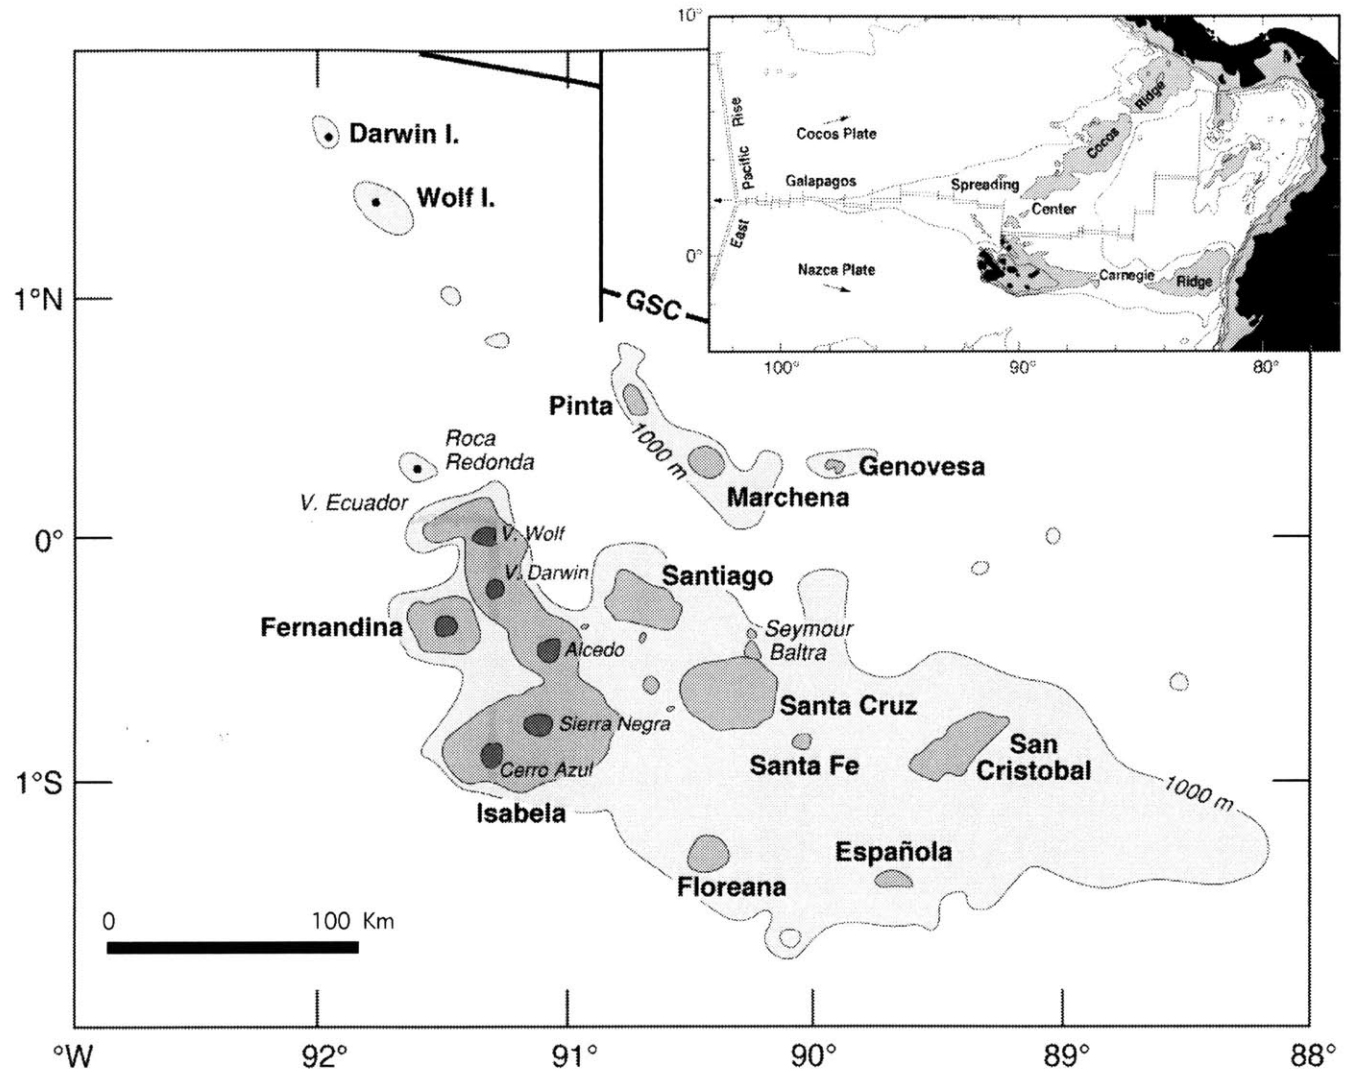 10°
0°
100°
90°
80°
East
Pacific
Rise
Cocos Plate
Galapagos
Spreading
Center
Cocos
Ridge
Nazca Plate
Carnegie
Ridge
Darwin I.
Wolf I.
1°N
GSC
Pinta
1000 m
Roca
Redonda
Genovesa
Marchena
V. Ecuador
0°
V. Wolf
V. Darwin
Santiago
Fernandina
Seymour
Baltra
Alcedo
Santa Cruz
Sierra Negra
San
Cristobal
Santa Fe
Cerro Azul
1°S
1000 m
Isabela
Española
Floreana
0
100 Km
°W
92°
91°
90°
89°
88°